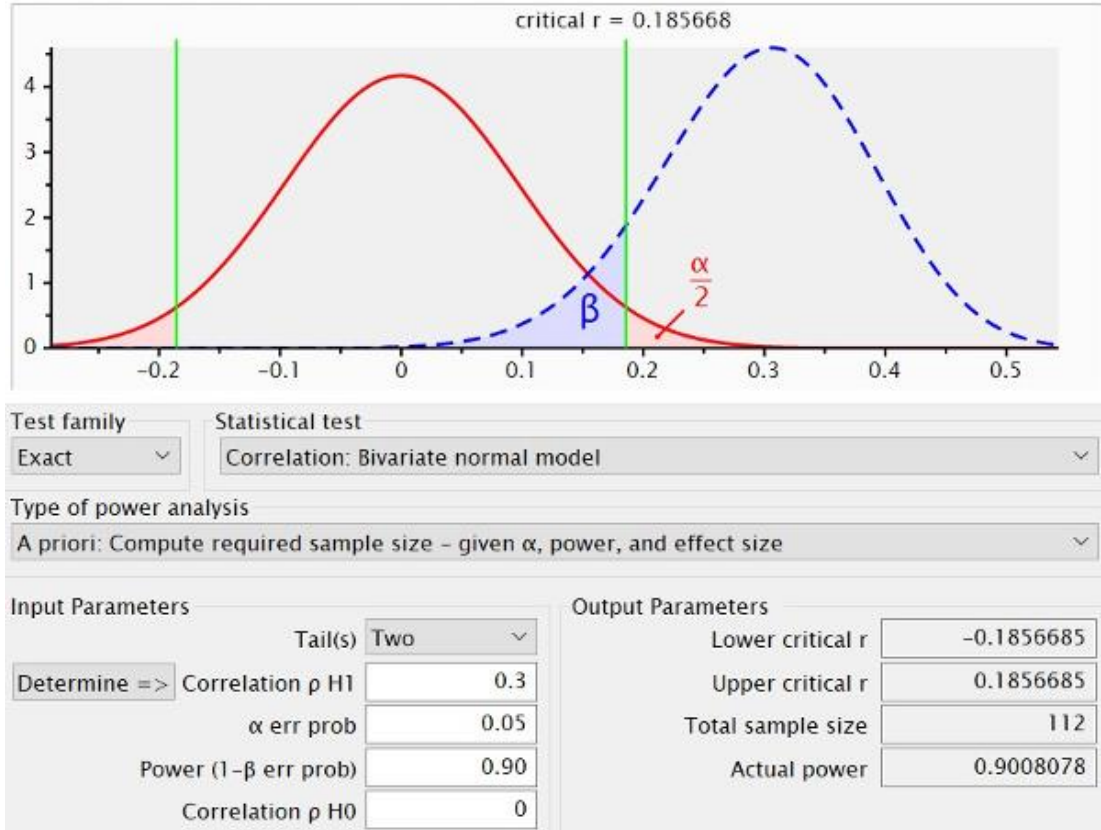 critical r = 0.185668
4
3
2
1
0
β
α
2
-0.2 -0.1 0 0.1 0.2 0.3 0.4 0.5
Test family Statistical test
Exact Correlation: Bivariate normal model
Type of power analysis
A priori: Compute required sample size – given α, power, and effect size
Input Parameters Output Parameters
Tail(s) Two Lower critical r -0.1856685
Determine => Correlation ρ H1 0.3 Upper critical r 0.1856685
α err prob 0.05 Total sample size 112
Power (1-β err prob) 0.90 Actual power 0.9008078
Correlation ρ H0 0